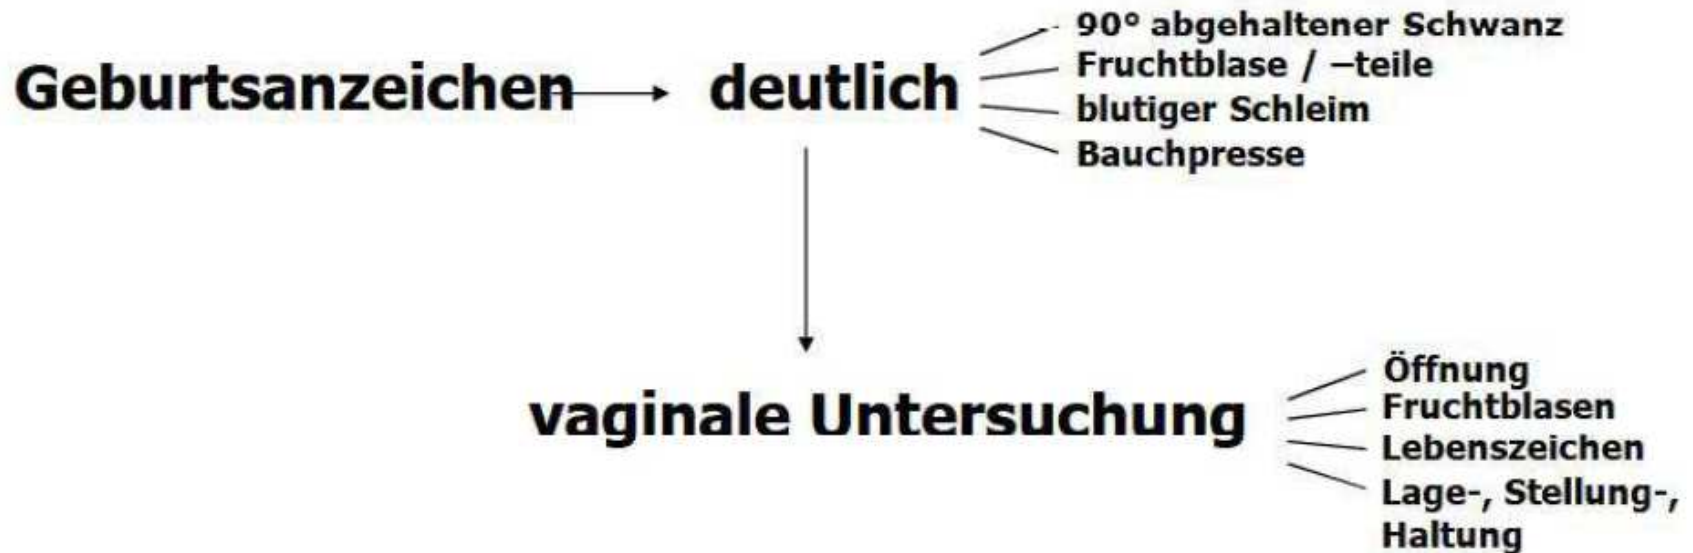 Geburtsanzeichen deutlich
90° abgehaltener Schwanz
Fruchtblase / –teile
blutiger Schleim
Bauchpresse
vaginale Untersuchung
Öffnung
Fruchtblasen
Lebenszeichen
Lage-, Stellung-,
Haltung